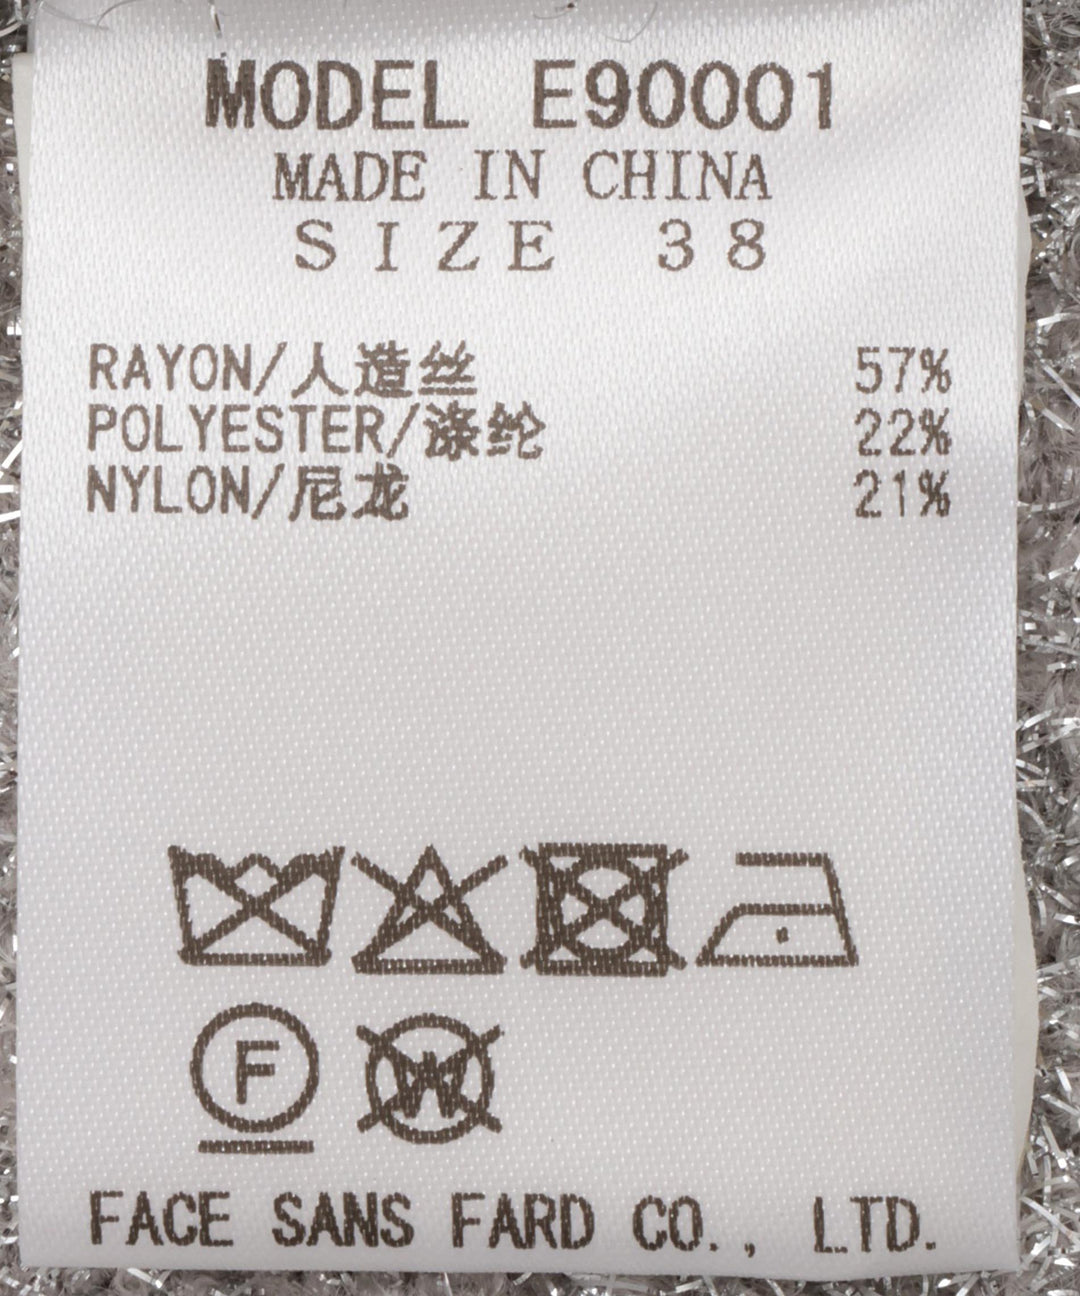 MODEL E90001
MADE IN CHINA
SIZE 38
RAYON/人造丝 57%
POLYESTER/涤纶 22%
NYLON/尼龙 21%
F W
FACE SANS FARD CO., LTD.